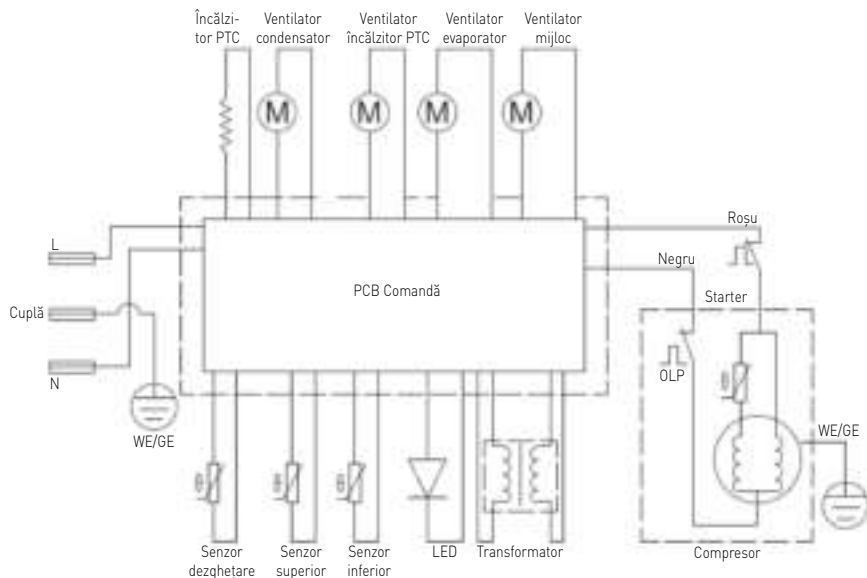 Încălzi-
tor PTC
Ventilator
condensator
Ventilator
încălzitor PTC
Ventilator
evaporator
Ventilator
mijloc
M
M
M
M
L
Cuplă
N
WE/GE
PCB Comandă
Roșu
Negru
Starter
OLP
WE/GE
Compresor
Senzor
dezghețare
Senzor
superior
Senzor
inferior
LED
Transformator